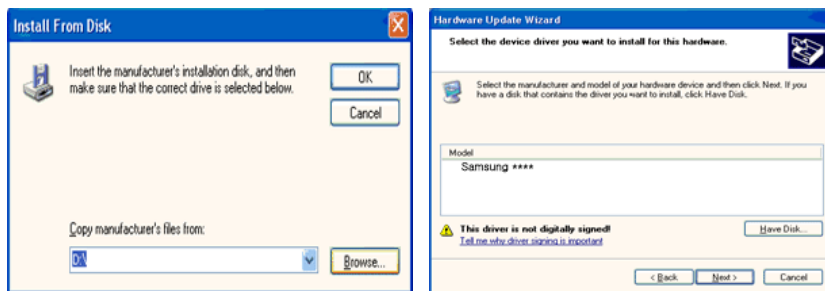 Install From Disk
Insert the manufacturer's installation disk, and then
make sure that the correct drive is selected below.
OK
Cancel
Copy manufacturer's files from:
D:\
Browse...
Hardware Update Wizard
Select the device driver you want to install for this hardware.
Select the manufacturer and model of your hardware device and then click Next. If you
have a disk that contains the driver you want to install, click Have Disk.
Model
Samsung ****
This driver is not digitally signed!
Tell me why driver signing is important
Have Disk...
< Back
Next >
Cancel